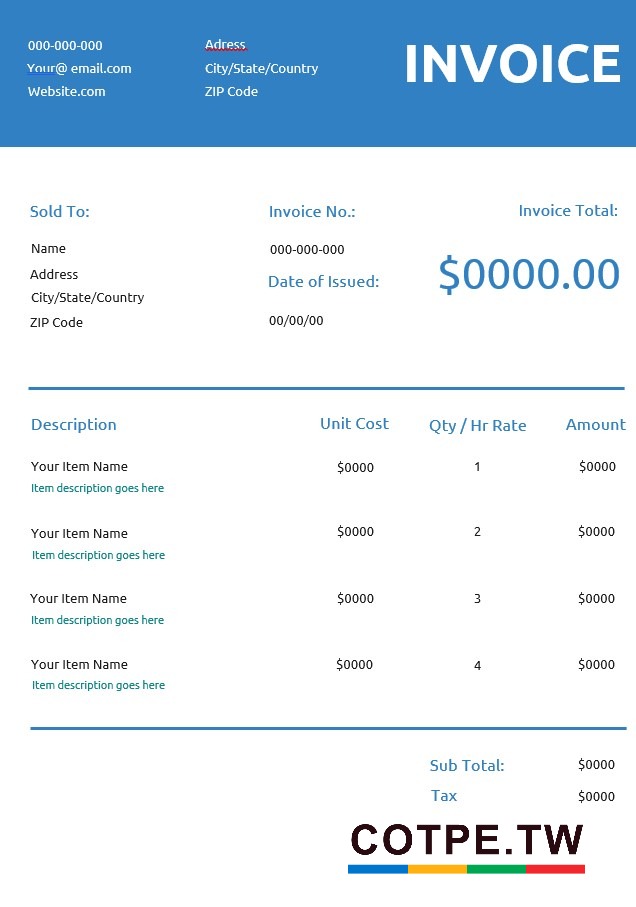 000-000-000
Your@ email.com
Website.com
Adress
City/State/Country
ZIP Code
INVOICE
Sold To:
Name
Address
City/State/Country
ZIP Code
Invoice No.:
000-000-000
Date of Issued:
00/00/00
Invoice Total:
$0000.00
Description Unit Cost Qty / Hr Rate Amount
Your Item Name $0000 1 $0000
Item description goes here
Your Item Name $0000 2 $0000
Item description goes here
Your Item Name $0000 3 $0000
Item description goes here
Your Item Name $0000 4 $0000
Item description goes here
Sub Total: $0000
Tax $0000
COTPE.TW